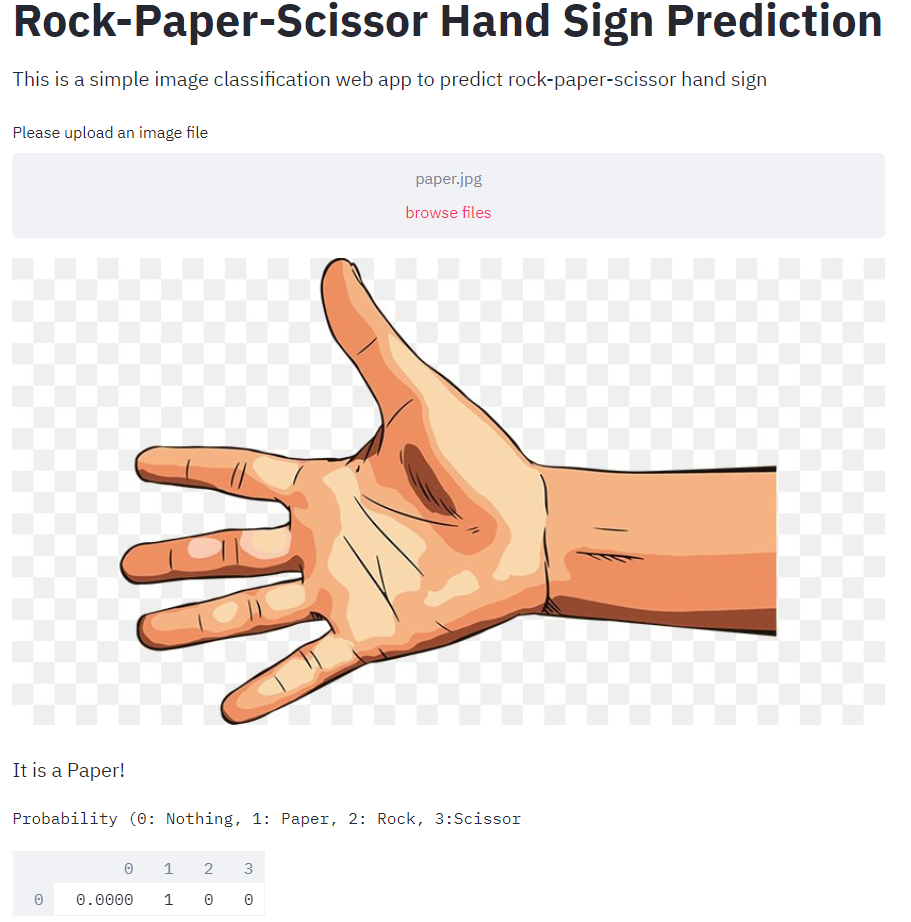 Rock-Paper-Scissor Hand Sign Prediction
This is a simple image classification web app to predict rock-paper-scissor hand sign
Please upload an image file
paper.jpg
browse files
It is a Paper!
Probability (0: Nothing, 1: Paper, 2: Rock, 3:Scissor
0 1 2 3
0 0.0000 1 0 0